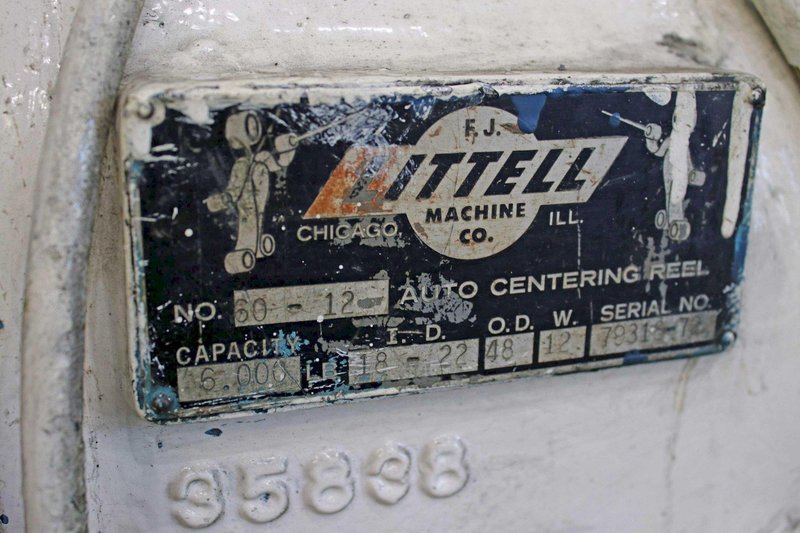 F.J.
LITTELL
MACHINE
CO.
CHICAGO, ILL.
NO. 60 - 12 - AUTO CENTERING REEL
CAPACITY I. D. O.D. W. SERIAL NO.
6.000 LB 18 - 22 48 12
35838